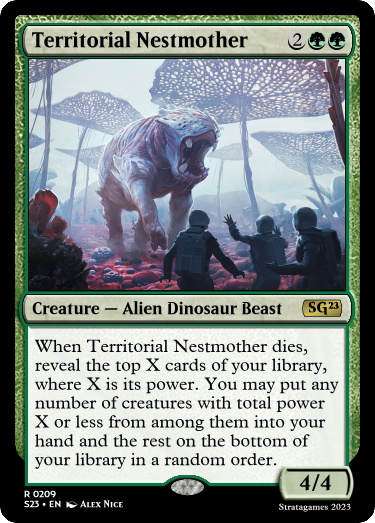 Territorial Nestmother 2
Creature — Alien Dinosaur Beast SG23
When Territorial Nestmother dies,
reveal the top X cards of your library,
where X is its power. You may put any
number of creatures with total power
X or less from among them into your
hand and the rest on the bottom of
your library in a random order.
4/4
R 0209
S23 • EN Alex Nice
Stratagames 2023